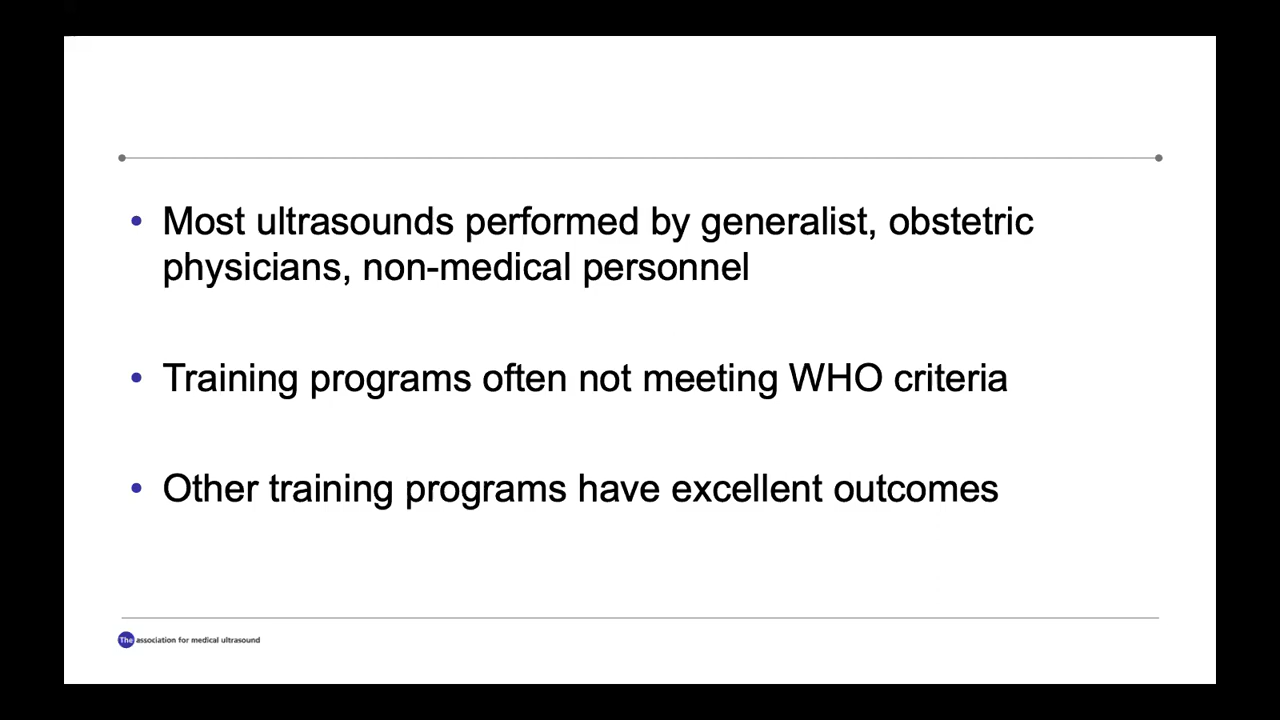 • Most ultrasounds performed by generalist, obstetric
physicians, non-medical personnel
• Training programs often not meeting WHO criteria
• Other training programs have excellent outcomes
The association for medical ultrasound